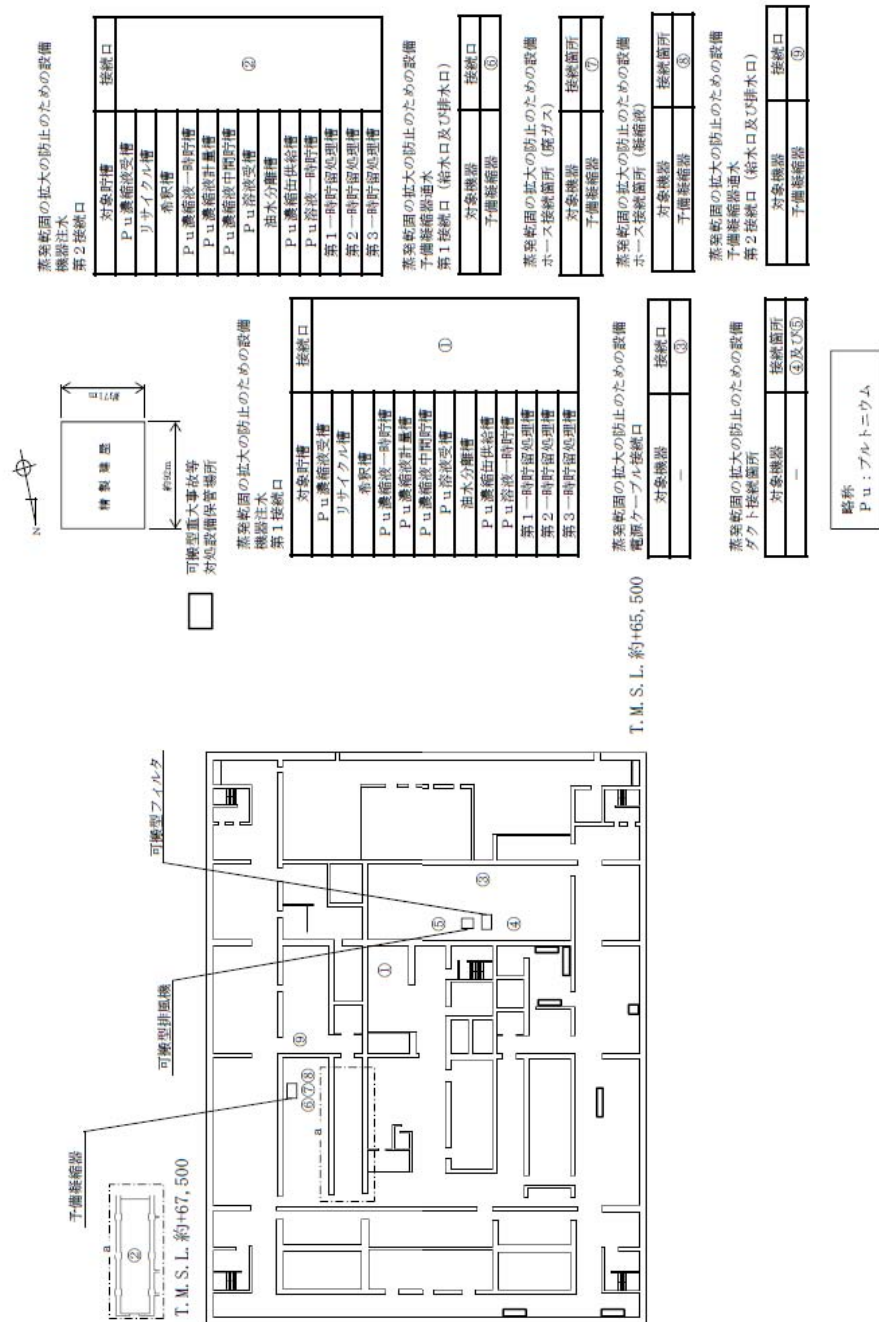 予備凝縮器
可搬型排風機
可搬型フィルタ
a
②
T.M.S.L.約+67,500
⑨
⑥⑦⑧
a
①
⑤
③
④
T.M.S.L.約+65,500
N
精製建屋
約92m
約71m
可搬型重大事故等
対処設備保管場所
蒸発乾固の拡大の防止のための設備
機器注水
第1接続口
対象貯槽 接続口
Pu濃縮液受槽 ①
リサイクル槽
希釈槽
Pu濃縮液一時貯槽
Pu濃縮液計量槽
Pu濃縮液中間貯槽
Pu溶液受槽
油水分離槽
Pu濃縮缶供給槽
Pu溶液一時貯槽
第1一時貯留処理槽
第2一時貯留処理槽
第3一時貯留処理槽
蒸発乾固の拡大の防止のための設備
電源ケーブル接続口
対象機器 接続口
− ③
蒸発乾固の拡大の防止のための設備
ダクト接続箇所
対象機器 接続箇所
− ④及び⑤
蒸発乾固の拡大の防止のための設備
機器注水
第2接続口
対象貯槽 接続口
Pu濃縮液受槽 ②
リサイクル槽
希釈槽
Pu濃縮液一時貯槽
Pu濃縮液計量槽
Pu濃縮液中間貯槽
Pu溶液受槽
油水分離槽
Pu濃縮缶供給槽
Pu溶液一時貯槽
第1一時貯留処理槽
第2一時貯留処理槽
第3一時貯留処理槽
蒸発乾固の拡大の防止のための設備
予備凝縮器通水
第1接続口(給水口及び排水口)
対象機器 接続口
予備凝縮器 ⑥
蒸発乾固の拡大の防止のための設備
ホース接続箇所(廃ガス)
対象機器 接続箇所
予備凝縮器 ⑦
蒸発乾固の拡大の防止のための設備
ホース接続箇所(凝縮液)
対象機器 接続箇所
予備凝縮器 ⑧
蒸発乾固の拡大の防止のための設備
予備凝縮器通水
第2接続口(給水口及び排水口)
対象機器 接続口
予備凝縮器 ⑨
略称
Pu:プルトニウム